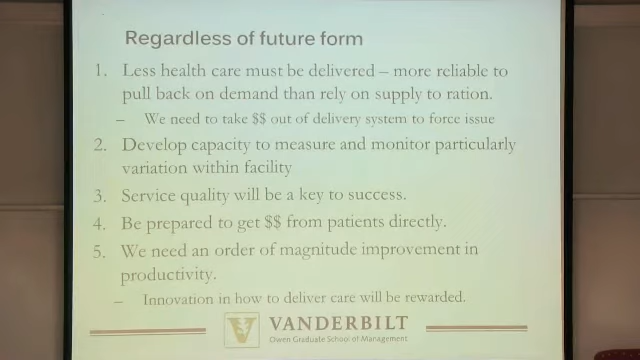 Regardless of future form
1. Less health care must be delivered – more reliable to
pull back on demand than rely on supply to ration.
– We need to take $$ out of delivery system to force issue
2. Develop capacity to measure and monitor particularly
variation within facility
3. Service quality will be a key to success.
4. Be prepared to get $$ from patients directly.
5. We need an order of magnitude improvement in
productivity.
– Innovation in how to deliver care will be rewarded.
V
VANDERBILT
Owen Graduate School of Management